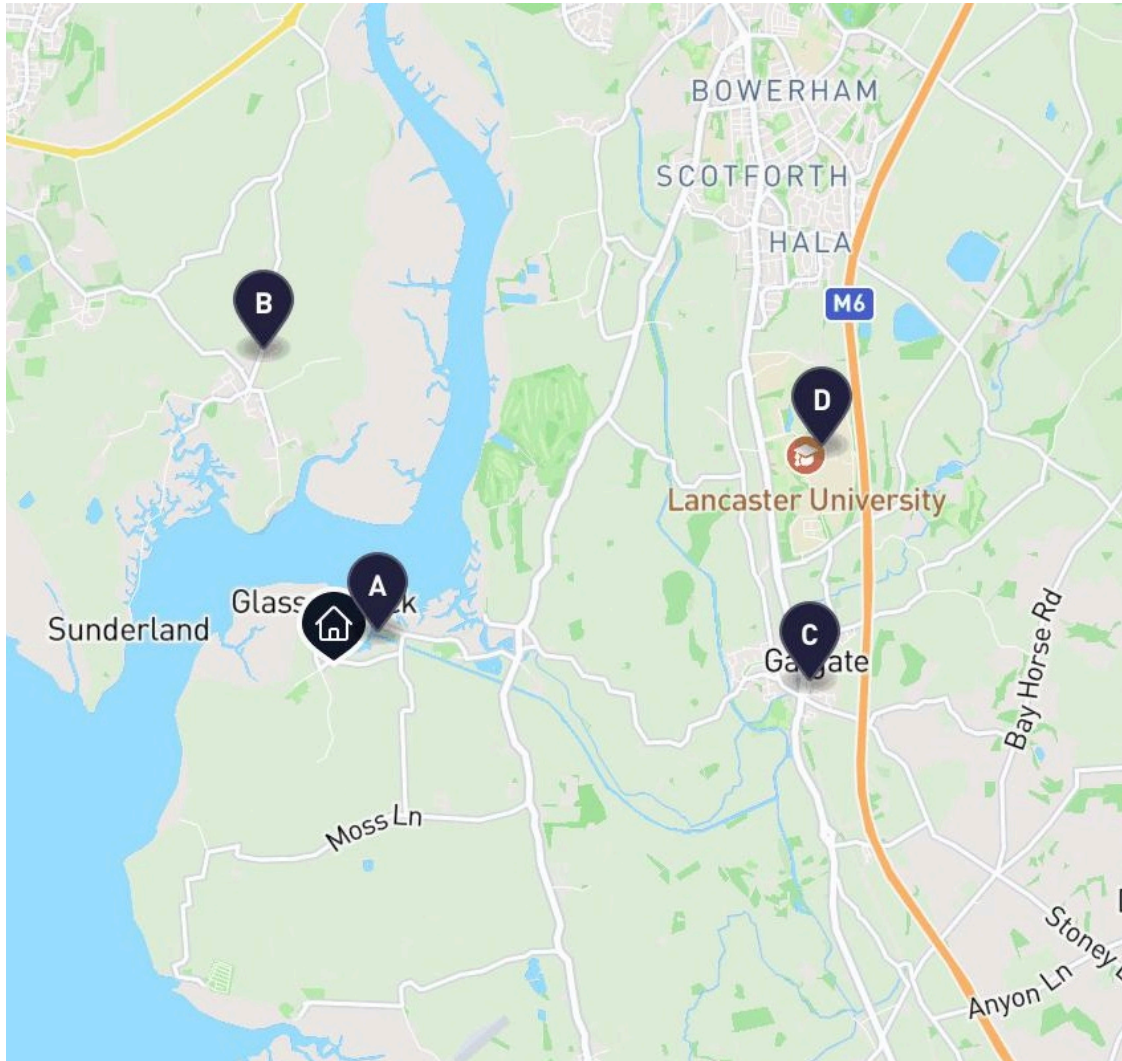 BOWERHAM
SCOTFORTH
HALA
B
M6
D
Lancaster University
A
Sunderland
C
Bay Horse Rd
Moss Ln
Stoney
Anyon Ln